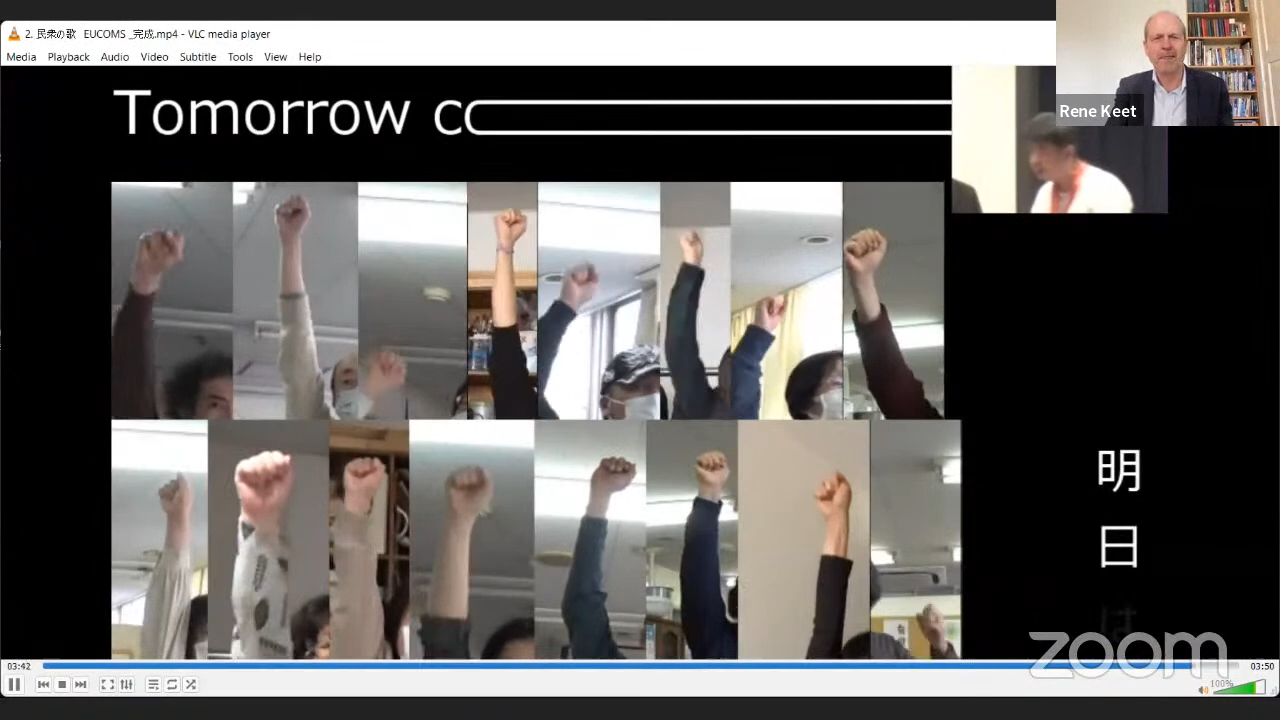 2. 民衆の歌 EUCOMS _完成.mp4 - VLC media player
Media Playback Audio Video Subtitle Tools View Help
Rene Keet
Tomorrow c
明日は
zoom
03:42
03:50
100%